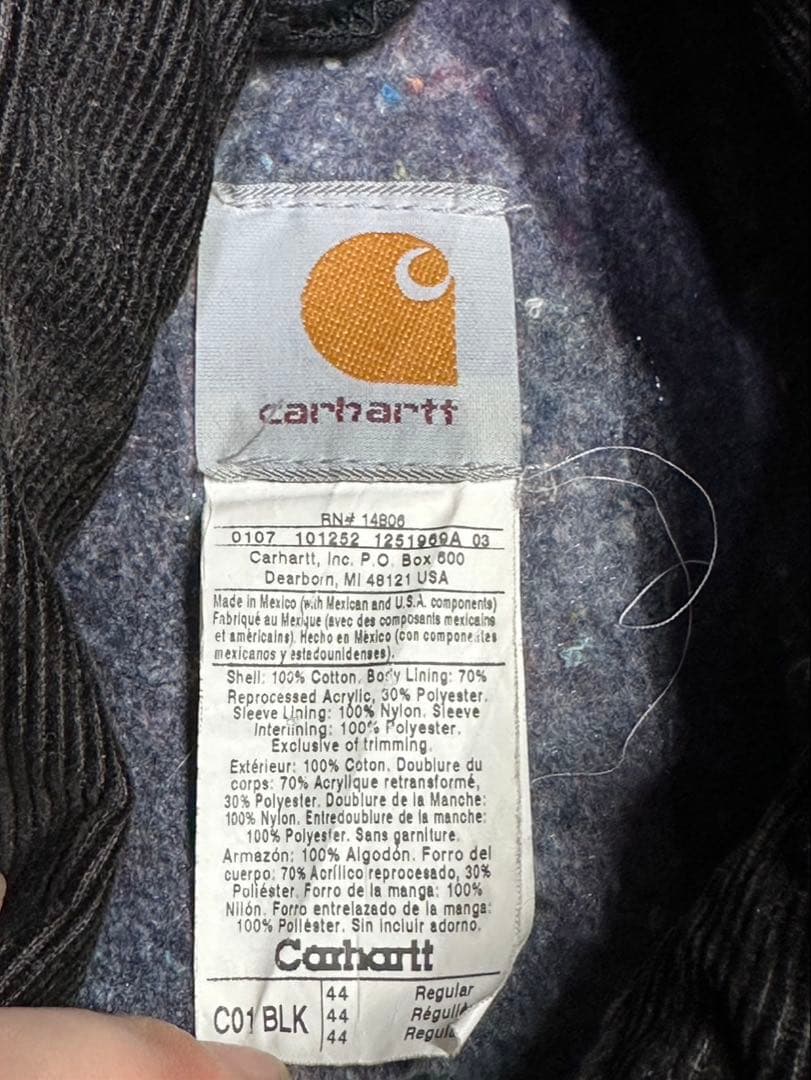 carhartt
RN# 14806
0107 101252 1251969A 03
Carhartt, Inc. P.O. Box 600
Dearborn, MI 48121 USA
Made in Mexico (with Mexican and U.S.A. components)
Fabriqué au Mexique (avec des composants mexicains
et américains). Hecho en México (con componentes
mexicanos y estadounidenses).
Shell: 100% Cotton. Body Lining: 70%
Reprocessed Acrylic, 30% Polyester.
Sleeve Lining: 100% Nylon. Sleeve
Interlining: 100% Polyester.
Exclusive of trimming.
Extérieur: 100% Coton. Doublure du
corps: 70% Acryllque retransformé,
30% Polyester. Doublure de la Manche:
100% Nylon. Entredoublure de la manche:
100% Polyester. Sans garniture.
Armazón: 100% Algodón. Forro del
cuerpo: 70% Acrílico reprocesado, 30%
Poliéster. Forro de la manga: 100%
Nilón. Forro entrelazado de la manga:
100% Poliéster. Sin incluir adorno.
Carhartt
C01 BLK
44 Regular
44
44